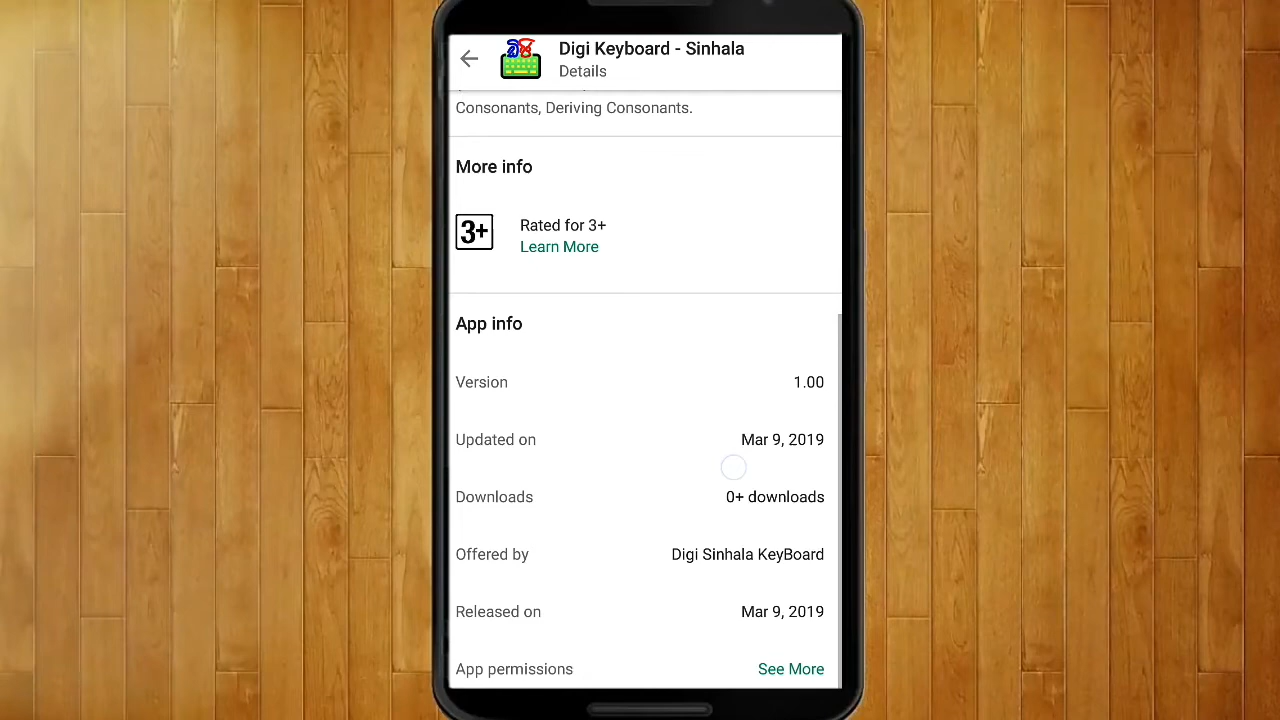 Digi Keyboard - Sinhala
Details
Consonants, Deriving Consonants.
More info
3+
Rated for 3+
Learn More
App info
Version 1.00
Updated on Mar 9, 2019
Downloads 0+ downloads
Offered by Digi Sinhala KeyBoard
Released on Mar 9, 2019
App permissions See More